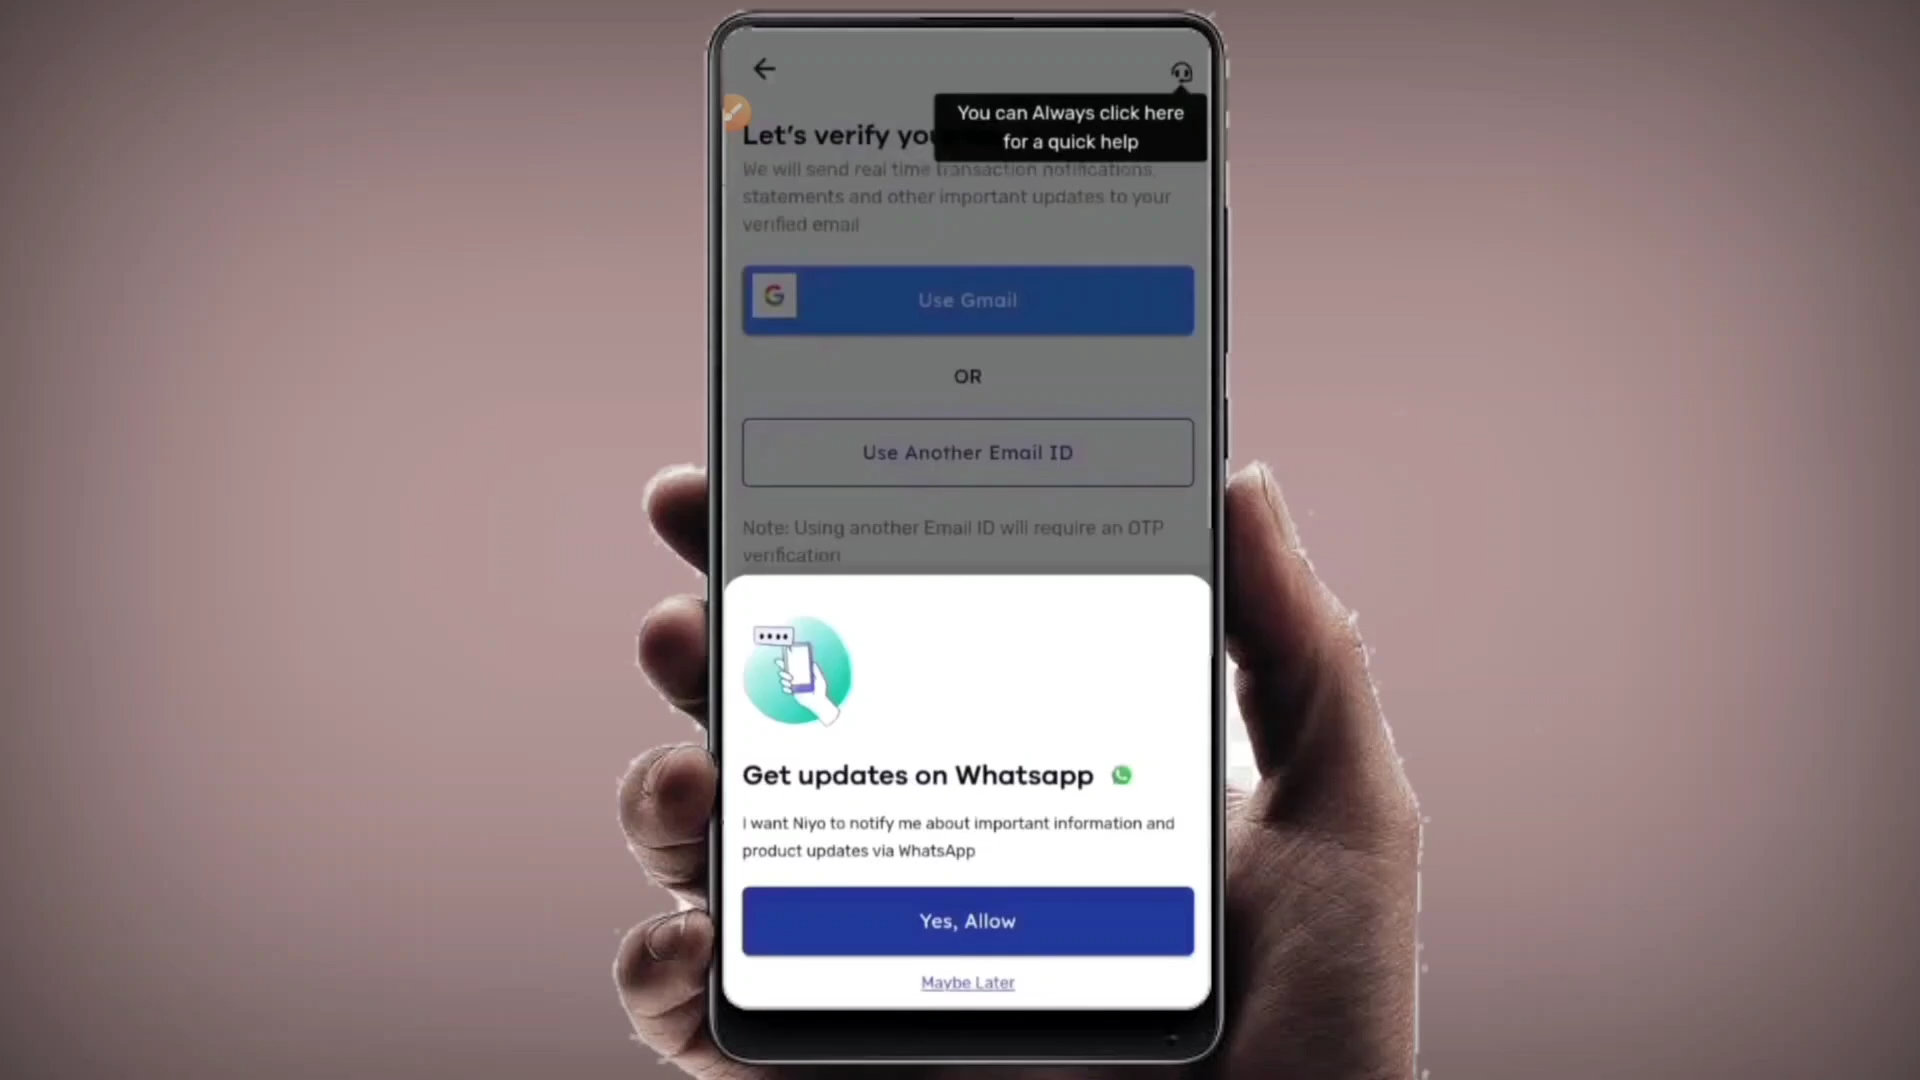 You can Always click here
for a quick help
Let's verify you
We will send real time transaction notifications,
statements and other important updates to your
verified email
G
Use Gmail
OR
Use Another Email ID
Note: Using another Email ID will require an OTP
verification
Get updates on Whatsapp
I want Niyo to notify me about important information and
product updates via WhatsApp
Yes, Allow
Maybe Later